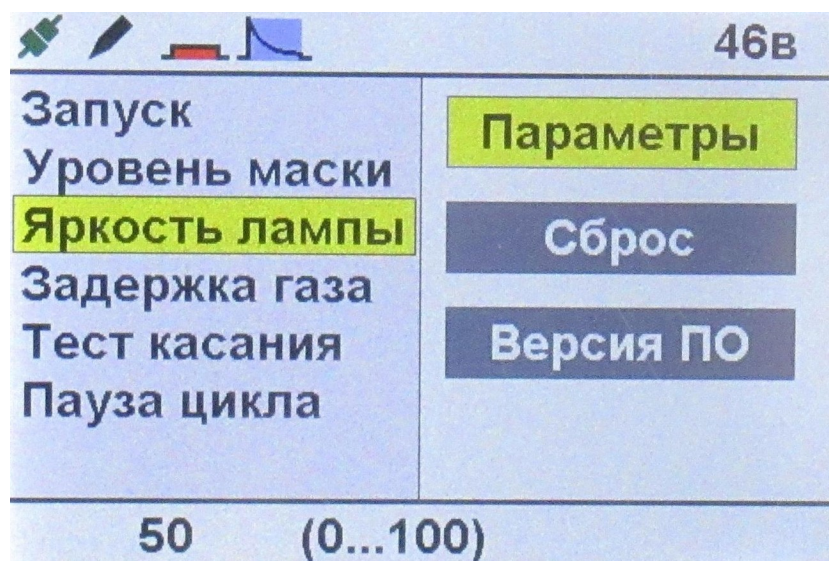 46в
Запуск
Уровень маски
Яркость лампы
Задержка газа
Тест касания
Пауза цикла
Параметры
Сброс
Версия ПО
50 (0...100)